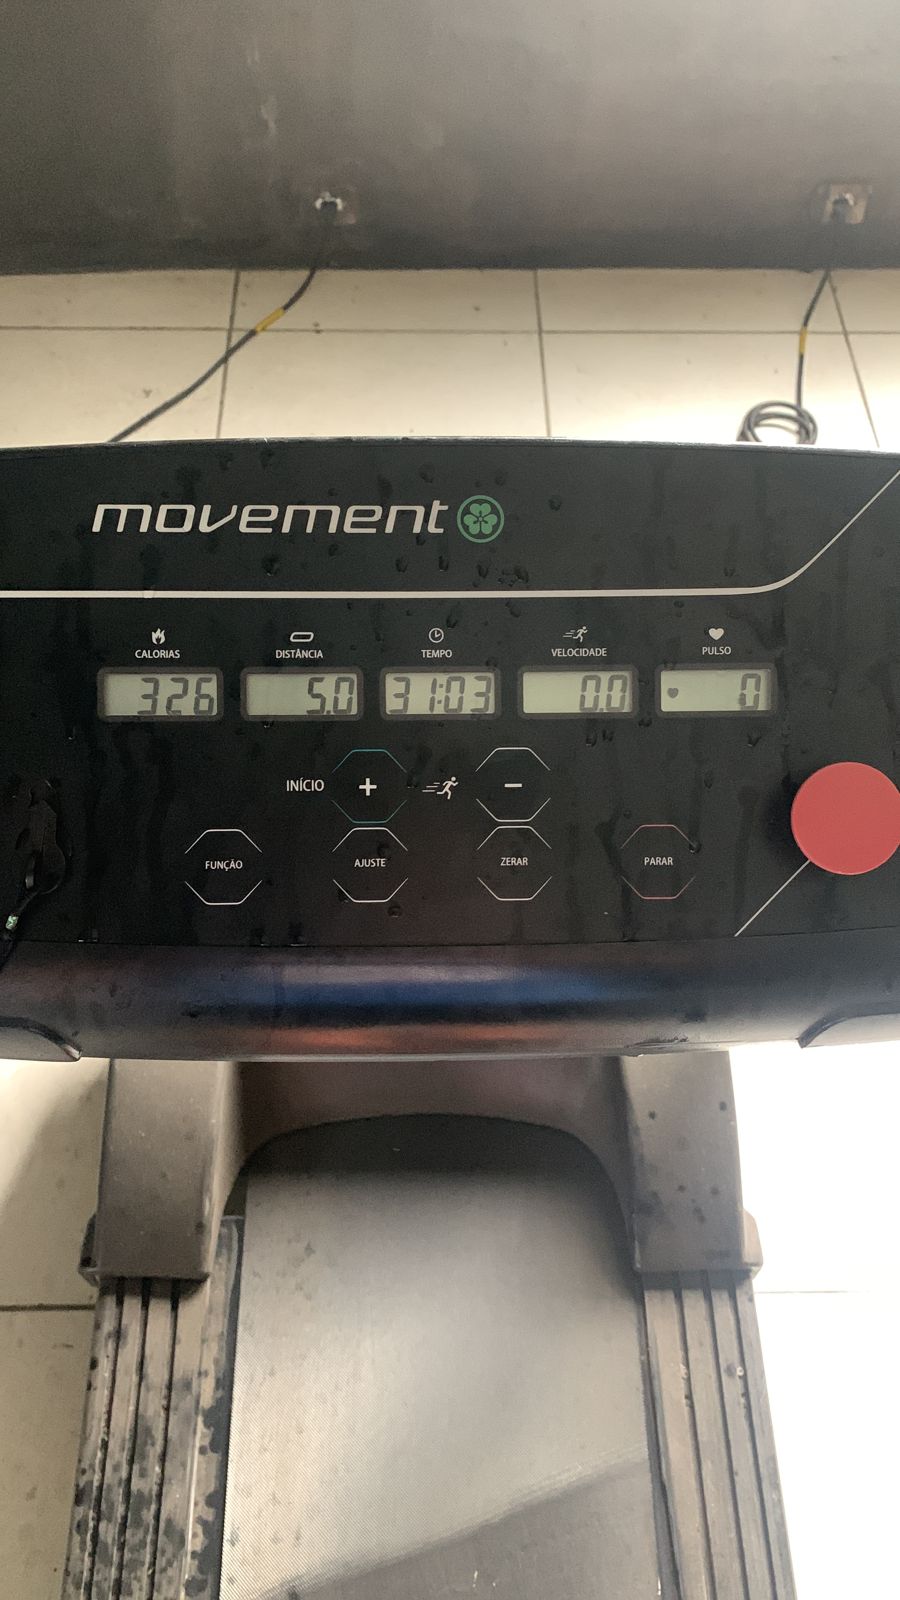 movement
CALORIAS DISTÂNCIA TEMPO VELOCIDADE PULSO
326 5.0 31:03 0.0 0
INÍCIO + −
FUNÇÃO AJUSTE ZERAR PARAR